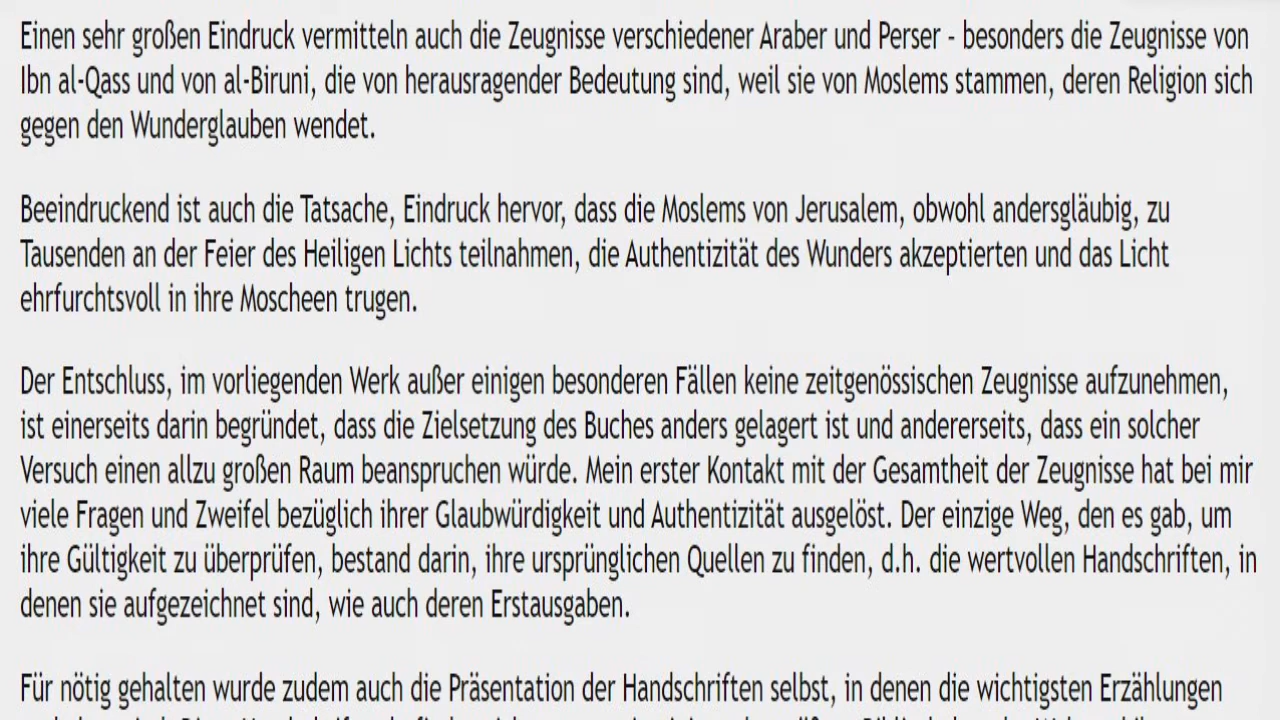 Einen sehr großen Eindruck vermitteln auch die Zeugnisse verschiedener Araber und Perser - besonders die Zeugnisse von
Ibn al-Qass und von al-Biruni, die von herausragender Bedeutung sind, weil sie von Moslems stammen, deren Religion sich
gegen den Wunderglauben wendet.
Beeindruckend ist auch die Tatsache, Eindruck hervor, dass die Moslems von Jerusalem, obwohl andersgläubig, zu
Tausenden an der Feier des Heiligen Lichts teilnahmen, die Authentizität des Wunders akzeptierten und das Licht
ehrfurchtsvoll in ihre Moscheen trugen.
Der Entschluss, im vorliegenden Werk außer einigen besonderen Fällen keine zeitgenössischen Zeugnisse aufzunehmen,
ist einerseits darin begründet, dass die Zielsetzung des Buches anders gelagert ist und andererseits, dass ein solcher
Versuch einen allzu großen Raum beanspruchen würde. Mein erster Kontakt mit der Gesamtheit der Zeugnisse hat bei mir
viele Fragen und Zweifel bezüglich ihrer Glaubwürdigkeit und Authentizität ausgelöst. Der einzige Weg, den es gab, um
ihre Gültigkeit zu überprüfen, bestand darin, ihre ursprünglichen Quellen zu finden, d.h. die wertvollen Handschriften, in
denen sie aufgezeichnet sind, wie auch deren Erstausgaben.
Für nötig gehalten wurde zudem auch die Präsentation der Handschriften selbst, in denen die wichtigsten Erzählungen